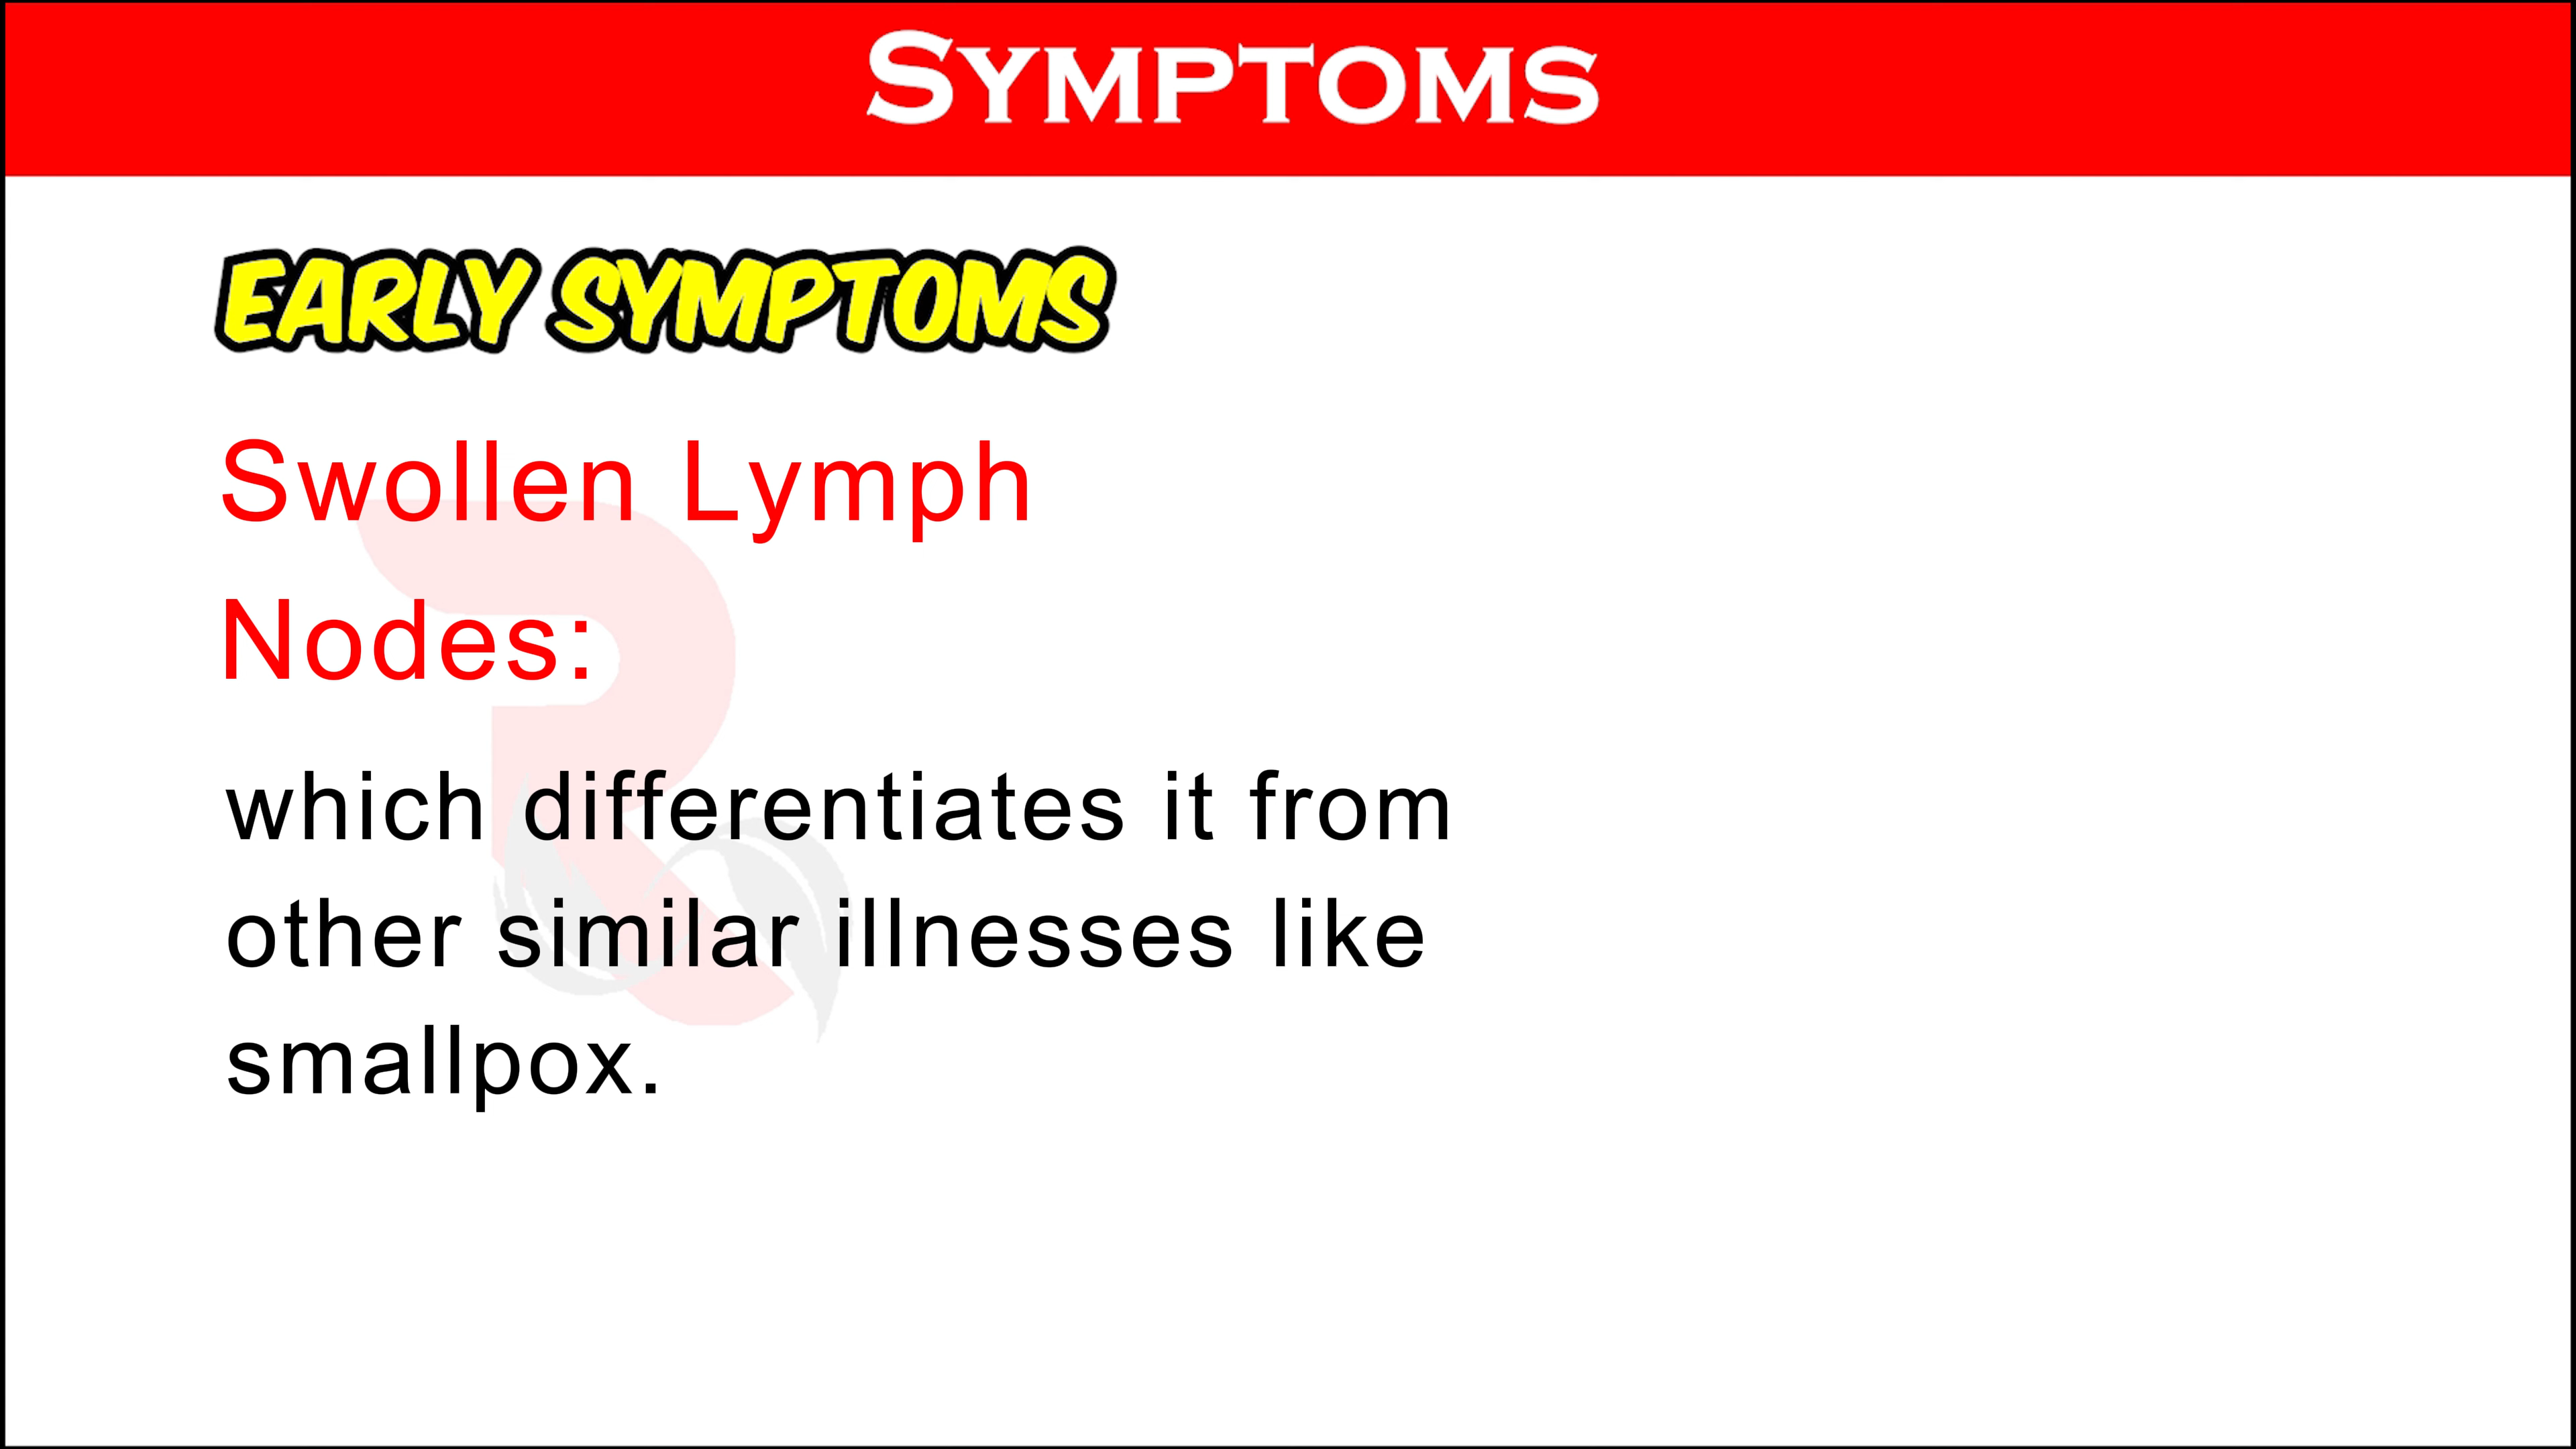 SYMPTOMS
EARLY SYMPTOMS
Swollen Lymph
Nodes:
which differentiates it from
other similar illnesses like
smallpox.